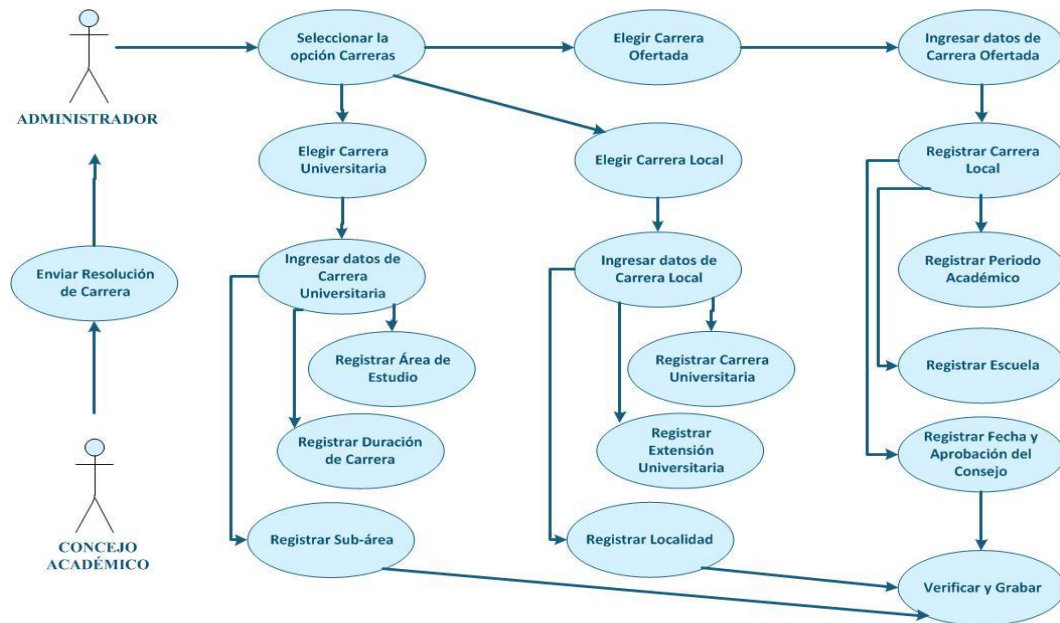 Seleccionar la
opción Carreras
Elegir Carrera
Ofertada
Ingresar datos de
Carrera Ofertada
ADMINISTRADOR
Elegir Carrera
Universitaria
Elegir Carrera Local
Registrar Carrera
Local
Enviar Resolución
de Carrera
Ingresar datos de
Carrera
Universitaria
Ingresar datos de
Carrera Local
Registrar Periodo
Académico
Registrar Área de
Estudio
Registrar Carrera
Universitaria
Registrar Escuela
Registrar Duración
de Carrera
Registrar
Extensión
Universitaria
Registrar Fecha y
Aprobación del
Consejo
CONCEJO
ACADÉMICO
Registrar Sub-área
Registrar Localidad
Verificar y Grabar